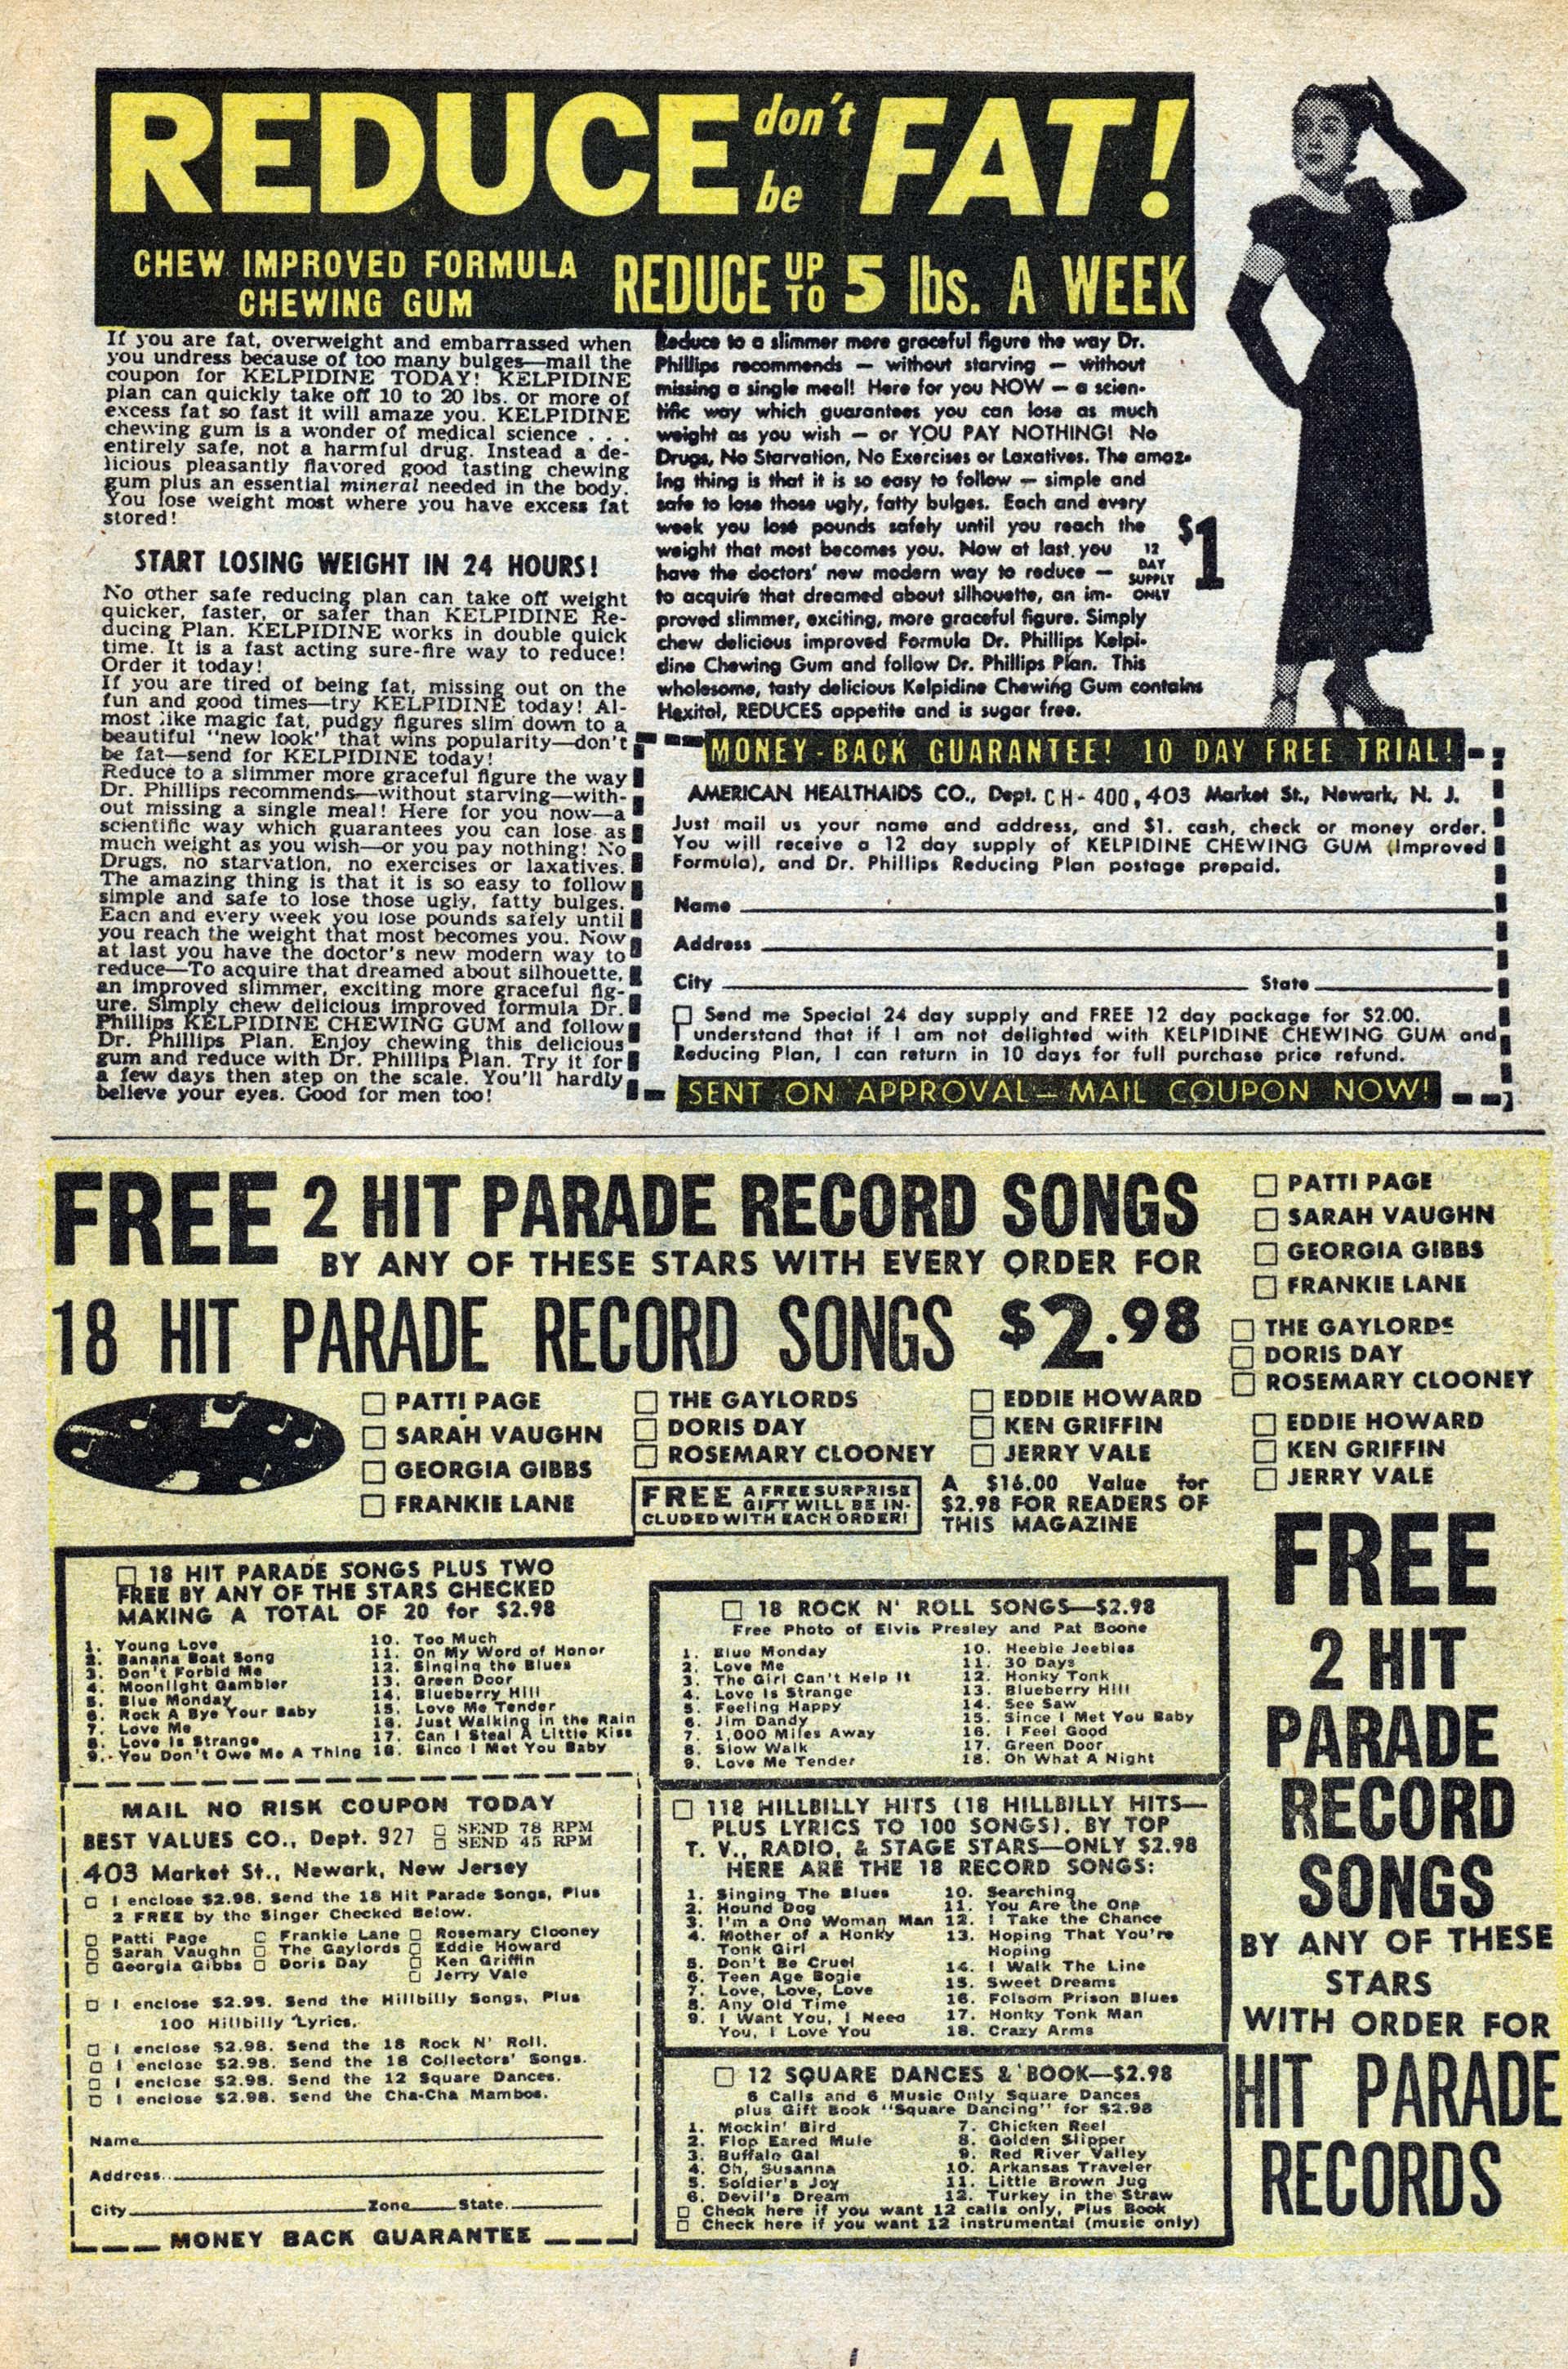 REDUCE don't be FAT!
CHEW IMPROVED FORMULA
CHEWING GUM
REDUCE UP TO 5 lbs. A WEEK
If you are fat, overweight and embarrassed when
you undress because of too many bulges—mail the
coupon for KELPIDINE TODAY! KELPIDINE
plan can quickly take off 10 to 20 lbs. or more of
excess fat so fast it will amaze you. KELPIDINE
chewing gum is a wonder of medical science . . .
entirely safe, not a harmful drug. Instead a de-
licious pleasantly flavored good tasting chewing
gum plus an essential mineral needed in the body.
You lose weight most where you have excess fat
stored!
START LOSING WEIGHT IN 24 HOURS!
No other safe reducing plan can take off weight
quicker, faster, or safer than KELPIDINE Re-
ducing Plan. KELPIDINE works in double quick
time. It is a fast acting sure-fire way to reduce!
Order it today!
If you are tired of being fat, missing out on the
fun and good times—try KELPIDINE today! Al-
most like magic fat, pudgy figures slim down to a
beautiful "new look" that wins popularity—don't
be fat—send for KELPIDINE today!
Reduce to a slimmer more graceful figure the way
Dr. Phillips recommends—without starving—with-
out missing a single meal! Here for you now—a
scientific way which guarantees you can lose as
much weight as you wish—or you pay nothing! No
Drugs, no starvation, no exercises or laxatives.
The amazing thing is that it is so easy to follow
simple and safe to lose those ugly, fatty bulges.
Each and every week you lose pounds safely until
you reach the weight that most becomes you. Now
at last you have the doctor's new modern way to
reduce—To acquire that dreamed about silhouette,
an improved slimmer, exciting more graceful fig-
ure. Simply chew delicious improved formula Dr.
Phillips KELPIDINE CHEWING GUM and follow
Dr. Phillips Plan. Enjoy chewing this delicious
gum and reduce with Dr. Phillips Plan. Try it for
a few days then step on the scale. You'll hardly
believe your eyes. Good for men too!
Reduce to a slimmer more graceful figure the way Dr.
Phillips recommends — without starving — without
missing a single meal! Here for you NOW — a scien-
tific way which guarantees you can lose as much
weight as you wish — or YOU PAY NOTHING! No
Drugs, No Starvation, No Exercises or Laxatives. The amaz-
ing thing is that it is so easy to follow — simple and
safe to lose those ugly, fatty bulges. Each and every
week you lose pounds safely until you reach the
weight that most becomes you. Now at last you
have the doctors' new modern way to reduce —
to acquire that dreamed about silhouette, an im-
proved slimmer, exciting, more graceful figure. Simply
chew delicious improved Formula Dr. Phillips Kelpi-
dine Chewing Gum and follow Dr. Phillips Plan. This
wholesome, tasty delicious Kelpidine Chewing Gum contains
Hexitol, REDUCES appetite and is sugar free.
12
DAY
SUPPLY
ONLY
$1
MONEY-BACK GUARANTEE! 10 DAY FREE TRIAL!
AMERICAN HEALTHAIDS CO., Dept. CH-400, 403 Market St., Newark, N. J.
Just mail us your name and address, and $1. cash, check or money order.
You will receive a 12 day supply of KELPIDINE CHEWING GUM (Improved
Formula), and Dr. Phillips Reducing Plan postage prepaid.
Name
Address
City State
Send me Special 24 day supply and FREE 12 day package for $2.00.
I understand that if I am not delighted with KELPIDINE CHEWING GUM and
Reducing Plan, I can return in 10 days for full purchase price refund.
SENT ON APPROVAL—MAIL COUPON NOW!
FREE 2 HIT PARADE RECORD SONGS
BY ANY OF THESE STARS WITH EVERY ORDER FOR
18 HIT PARADE RECORD SONGS $2.98
PATTI PAGE
SARAH VAUGHN
GEORGIA GIBBS
FRANKIE LANE
THE GAYLORDS
DORIS DAY
ROSEMARY CLOONEY
EDDIE HOWARD
KEN GRIFFIN
JERRY VALE
FREE A FREE SURPRISE
GIFT WILL BE IN-
CLUDED WITH EACH ORDER!
A $16.00 Value for
$2.98 FOR READERS OF
THIS MAGAZINE
18 HIT PARADE SONGS PLUS TWO
FREE BY ANY OF THE STARS CHECKED
MAKING A TOTAL OF 20 for $2.98
1. Young Love
2. Banana Boat Song
3. Don't Forbid Me
4. Moonlight Gambler
5. Blue Monday
6. Rock A Bye Your Baby
7. Love Me
8. Love Is Strange
9. You Don't Owe Me A Thing
10. Too Much
11. On My Word of Honor
12. Singing the Blues
13. Green Door
14. Blueberry Hill
15. Love Me Tender
16. Just Walking in the Rain
17. Can I Steal A Little Kiss
18. Since I Met You Baby
MAIL NO RISK COUPON TODAY
BEST VALUES CO., Dept. 927
SEND 78 RPM
SEND 45 RPM
403 Market St., Newark, New Jersey
I enclose $2.98. Send the 18 Hit Parade Songs, Plus
2 FREE by the Singer Checked Below.
Patti Page Frankie Lane Rosemary Clooney
Sarah Vaughn The Gaylords Eddie Howard
Georgia Gibbs Doris Day Ken Griffin
Jerry Vale
I enclose $2.98. Send the Hillbilly Songs, Plus
100 Hillbilly Lyrics.
I enclose $2.98. Send the 18 Rock N' Roll.
I enclose $2.98. Send the 18 Collectors' Songs.
I enclose $2.98. Send the 12 Square Dances.
I enclose $2.98. Send the Cha-Cha Mambos.
Name
Address
City Zone State
MONEY BACK GUARANTEE
18 ROCK N' ROLL SONGS—$2.98
Free Photo of Elvis Presley and Pat Boone
1. Blue Monday
2. Love Me
3. The Girl Can't Help It
4. Love Is Strange
5. Feeling Happy
6. Jim Dandy
7. 1,000 Miles Away
8. Slow Walk
9. Love Me Tender
10. Heebie Jeebies
11. 30 Days
12. Honky Tonk
13. Blueberry Hill
14. See Saw
15. Since I Met You Baby
16. I Feel Good
17. Green Door
18. Oh What A Night
118 HILLBILLY HITS (18 HILLBILLY HITS—
PLUS LYRICS TO 100 SONGS). BY TOP
T. V., RADIO, & STAGE STARS—ONLY $2.98
HERE ARE THE 18 RECORD SONGS:
1. Singing The Blues
2. Hound Dog
3. I'm a One Woman Man
4. Mother of a Honky
Tonk Girl
5. Don't Be Cruel
6. Teen Age Bogie
7. Love, Love, Love
8. Any Old Time
9. I Want You, I Need
You, I Love You
10. Searching
11. You Are the One
12. I Take the Chance
13. Hoping That You're
Hoping
14. I Walk The Line
15. Sweet Dreams
16. Folsom Prison Blues
17. Honky Tonk Man
18. Crazy Arms
12 SQUARE DANCES & BOOK—$2.98
6 Calls and 6 Music Only Square Dances
plus Gift Book "Square Dancing" for $2.98
1. Mockin' Bird
2. Flop Eared Mule
3. Buffalo Gal
4. Oh, Susanna
5. Soldier's Joy
6. Devil's Dream
7. Chicken Reel
8. Golden Slipper
9. Red River Valley
10. Arkansas Traveler
11. Little Brown Jug
12. Turkey in the Straw
Check here if you want 12 calls only, Plus Book
Check here if you want 12 instrumental (music only)
PATTI PAGE
SARAH VAUGHN
GEORGIA GIBBS
FRANKIE LANE
THE GAYLORDS
DORIS DAY
ROSEMARY CLOONEY
EDDIE HOWARD
KEN GRIFFIN
JERRY VALE
FREE
2 HIT
PARADE
RECORD
SONGS
BY ANY OF THESE
STARS
WITH ORDER FOR
HIT PARADE
RECORDS